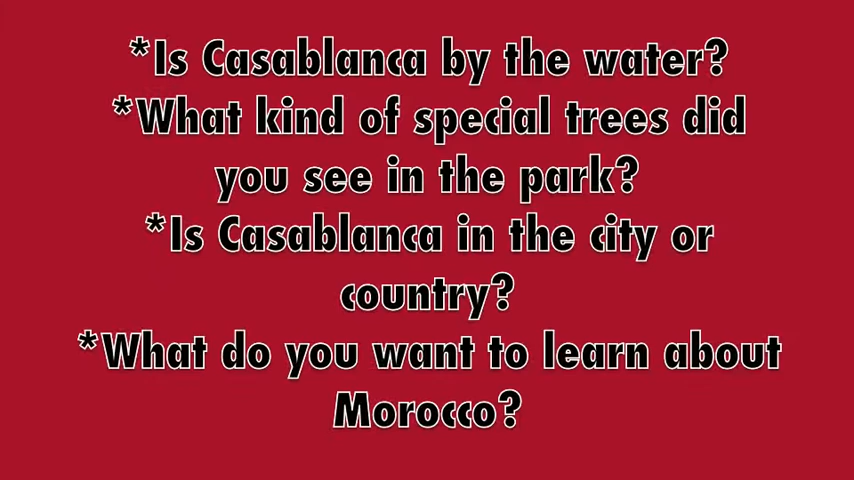 *Is Casablanca by the water?
*What kind of special trees did
you see in the park?
*Is Casablanca in the city or
country?
*What do you want to learn about
Morocco?